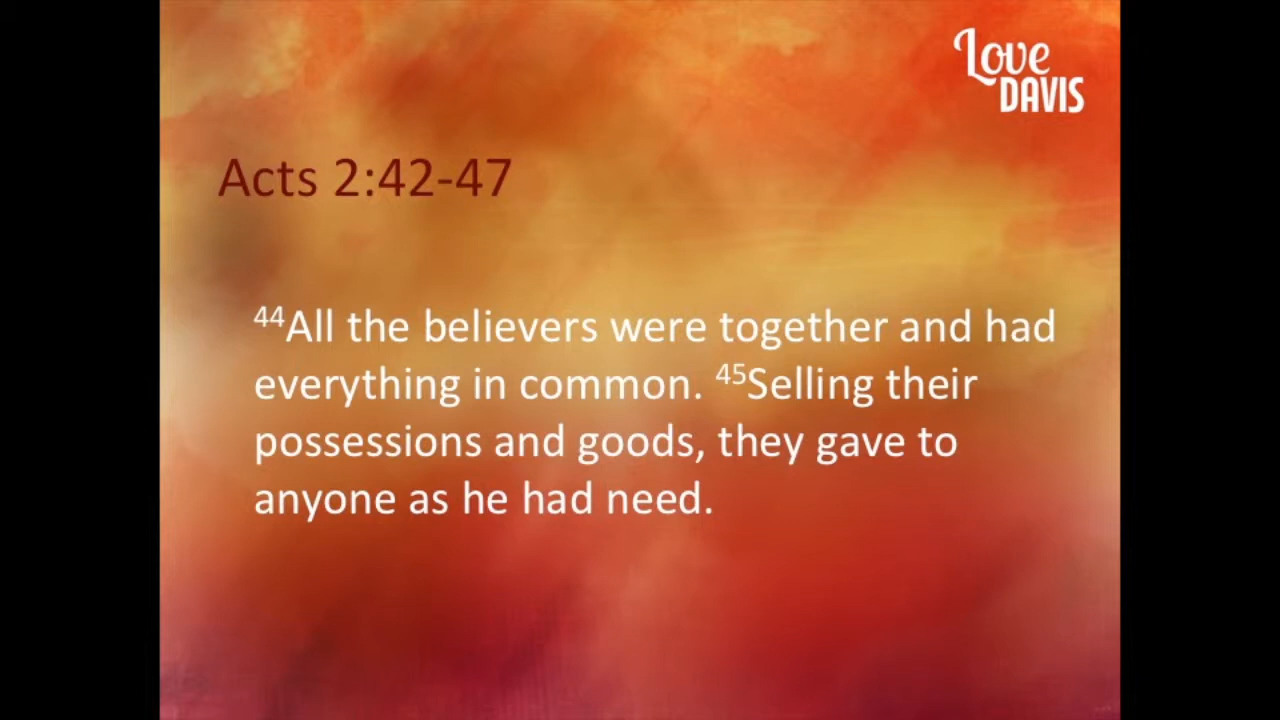 Love
DAVIS
Acts 2:42-47
44All the believers were together and had
everything in common. 45Selling their
possessions and goods, they gave to
anyone as he had need.